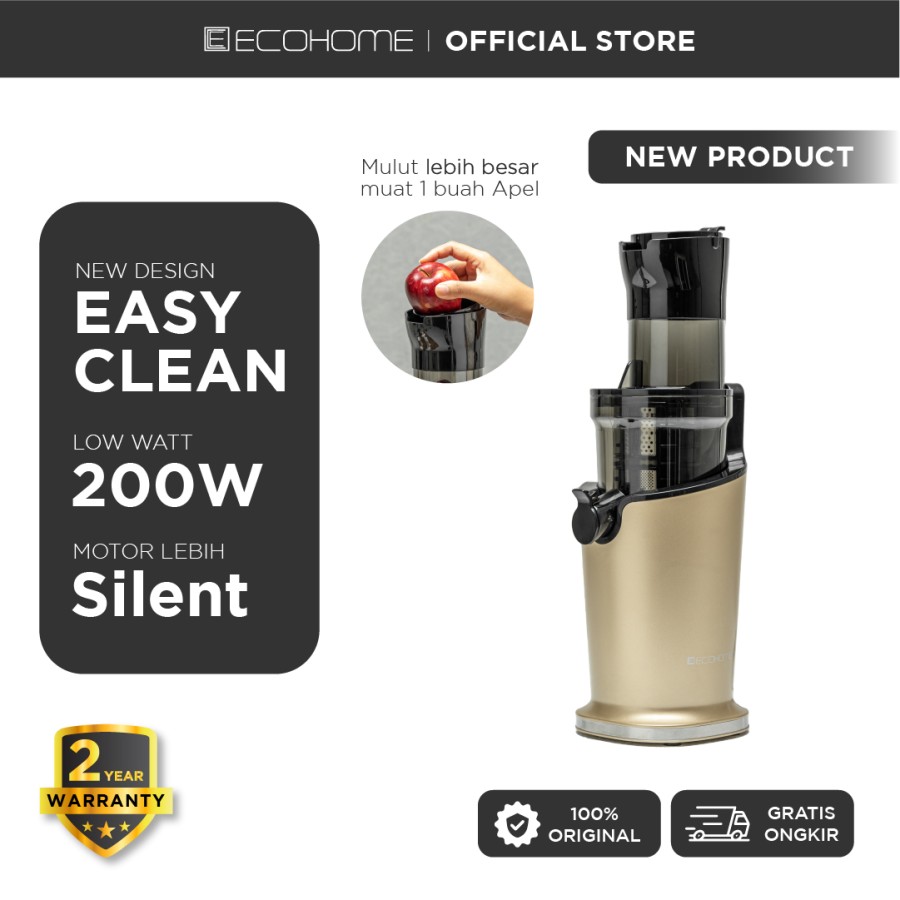 ECOHOME | OFFICIAL STORE
NEW PRODUCT
Mulut lebih besar
muat 1 buah Apel
NEW DESIGN
EASY
CLEAN
LOW WATT
200W
MOTOR LEBIH
Silent
ECOHOME
2 YEAR
WARRANTY
100%
ORIGINAL
GRATIS
ONGKIR